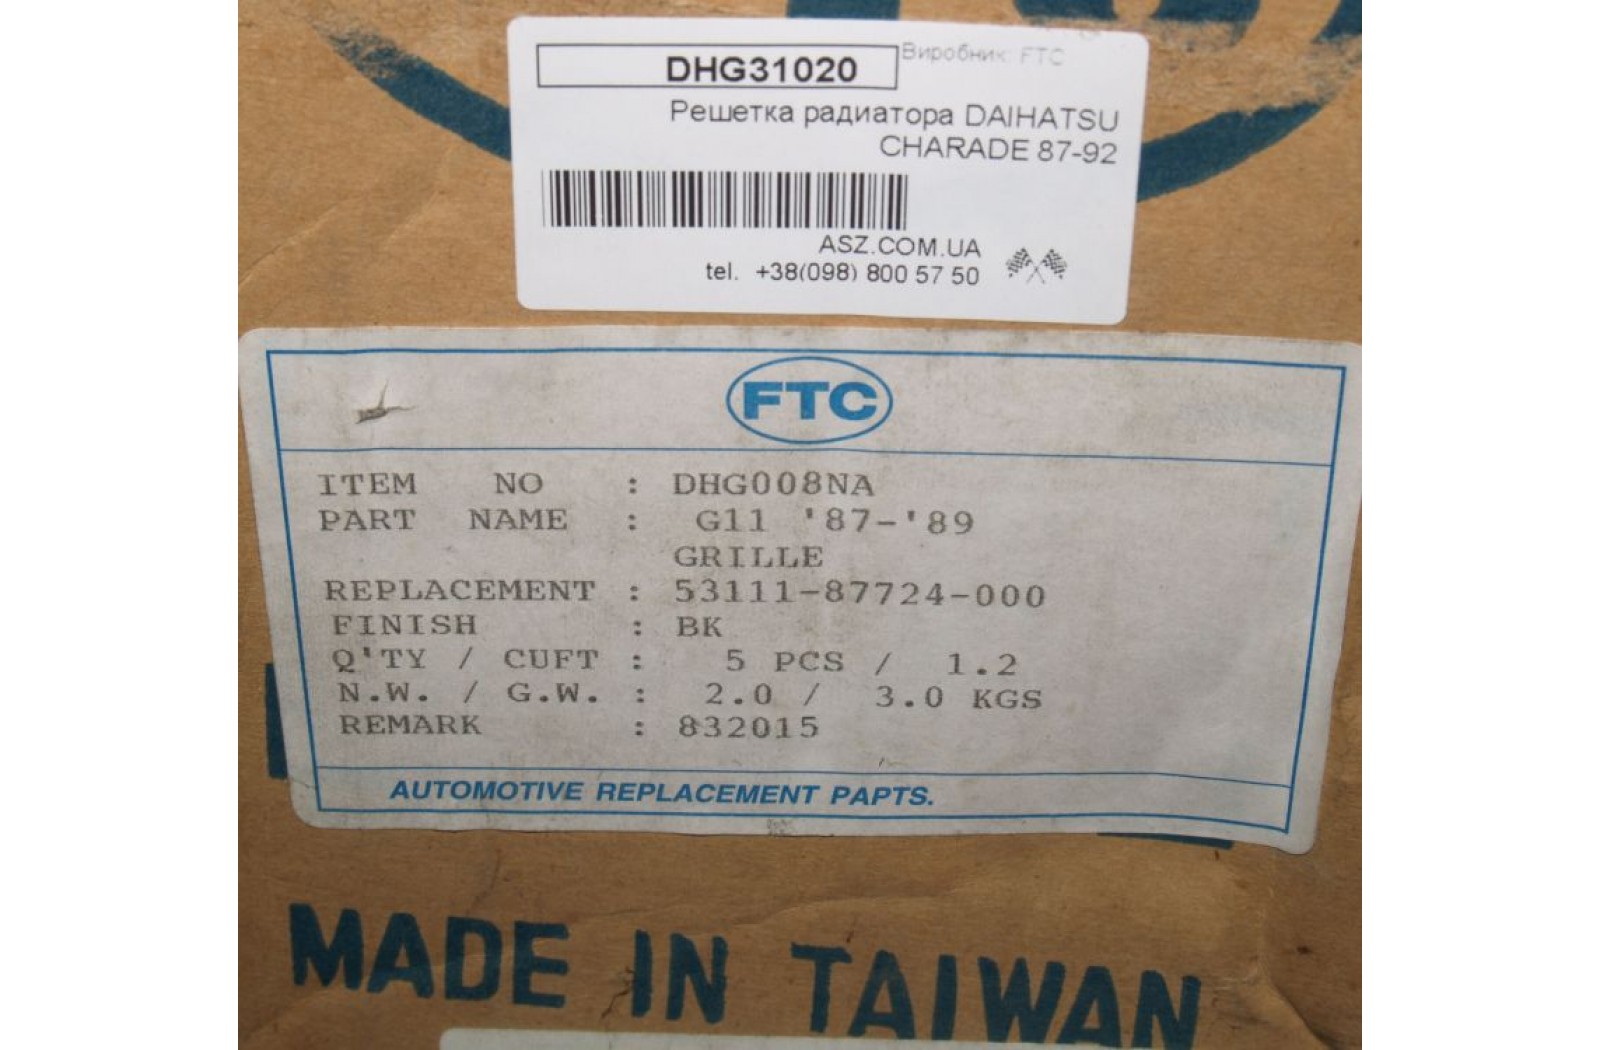 DHG31020
Виробник: FTC
Решетка радиатора DAIHATSU
CHARADE 87-92
ASZ.COM.UA
tel. +38(098) 800 57 50
FTC
ITEM NO : DHG008NA
PART NAME : G11 '87-'89
GRILLE
REPLACEMENT : 53111-87724-000
FINISH : BK
Q'TY / CUFT : 5 PCS / 1.2
N.W. / G.W. : 2.0 / 3.0 KGS
REMARK : 832015
AUTOMOTIVE REPLACEMENT PARTS.
MADE IN TAIWAN